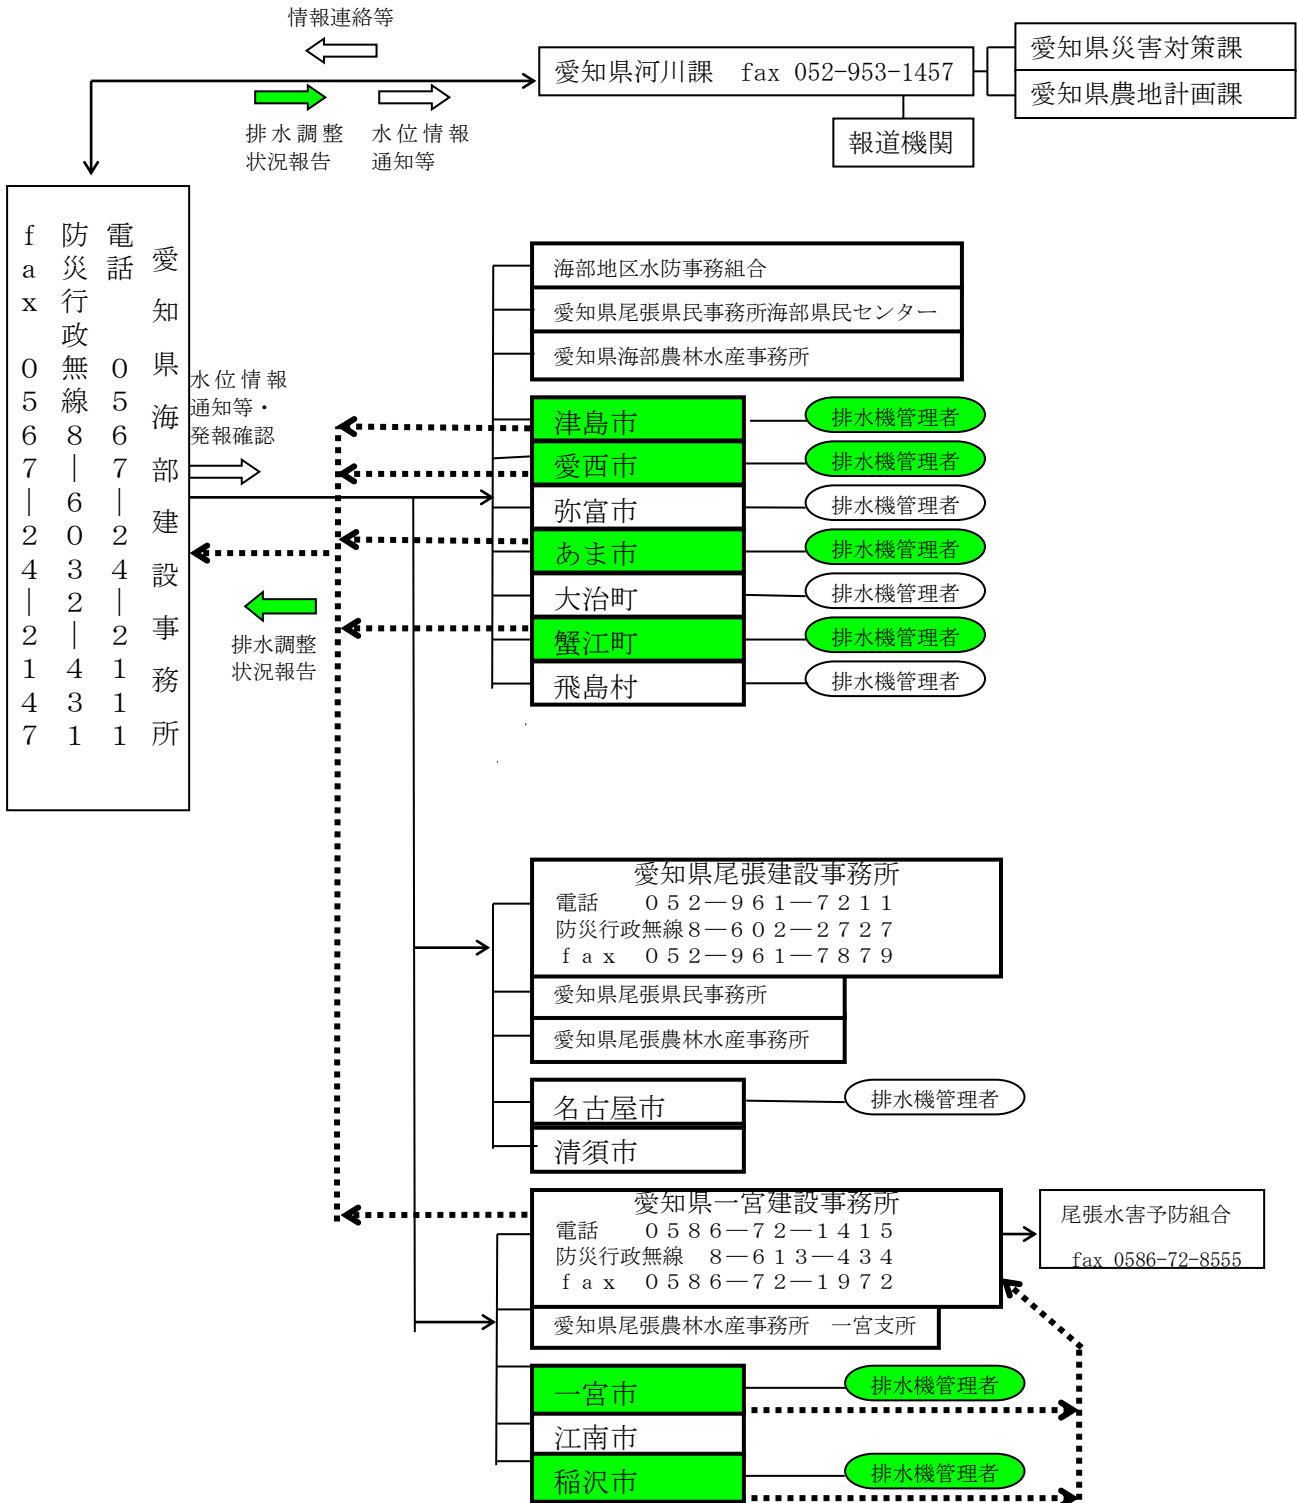 情報連絡等
愛知県河川課　fax 052-953-1457
愛知県災害対策課
愛知県農地計画課
報道機関
排水調整
状況報告
水位情報
通知等
愛知県海部建設事務所
電話　　０５６７―２４―２１１１
防災行政無線８―６０３２―４３１
ｆａｘ　０５６７―２４―２１４７
水位情報
通知等・
発報確認
排水調整
状況報告
海部地区水防事務組合
愛知県尾張県民事務所海部県民センター
愛知県海部農林水産事務所
津島市　排水機管理者
愛西市　排水機管理者
弥富市　排水機管理者
あま市　排水機管理者
大治町　排水機管理者
蟹江町　排水機管理者
飛島村　排水機管理者
愛知県尾張建設事務所
電話　　０５２―９６１―７２１１
防災行政無線８―６０２―２７２７
ｆａｘ　０５２―９６１―７８７９
愛知県尾張県民事務所
愛知県尾張農林水産事務所
名古屋市　排水機管理者
清須市
愛知県一宮建設事務所
電話　　０５８６―７２―１４１５
防災行政無線　８―６１３―４３４
ｆａｘ　０５８６―７２―１９７２
尾張水害予防組合
fax 0586-72-8555
愛知県尾張農林水産事務所　一宮支所
一宮市　排水機管理者
江南市
稲沢市　排水機管理者